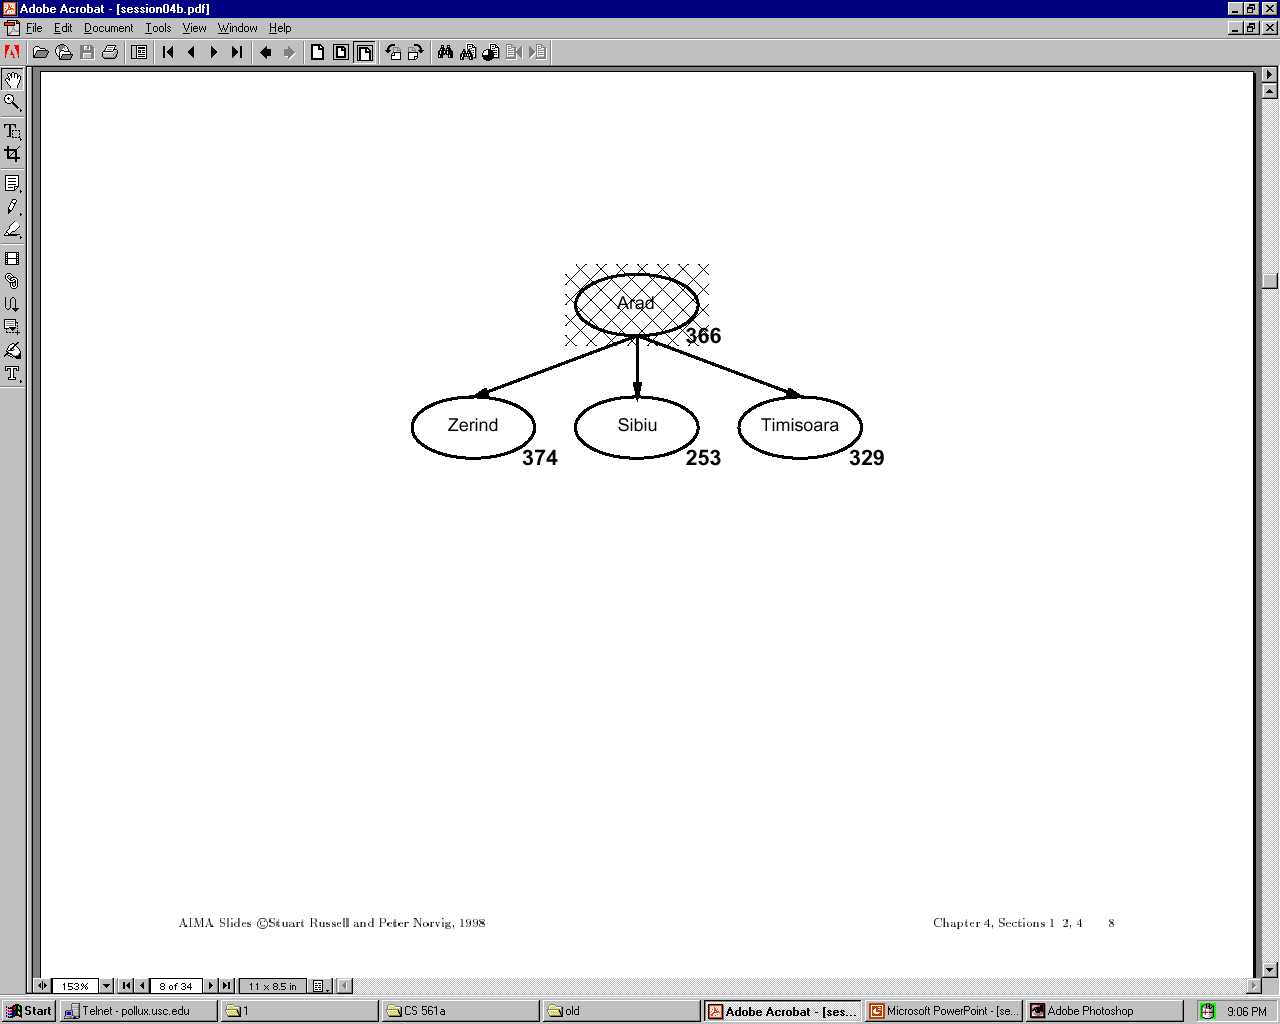 Adobe Acrobat - [session04b.pdf]
File Edit Document Tools View Window Help
Arad
366
Zerind Sibiu Timisoara
374 253 329
AIMA Slides ©Stuart Russell and Peter Norvig, 1998 Chapter 4, Sections 1 2, 4 8
153% 8 of 34 11 x 8.5 in
Start Telnet - pollux.usc.edu 1 CS 561a old Adobe Acrobat - [ses... Microsoft PowerPoint - [se... Adobe Photoshop 9:06 PM